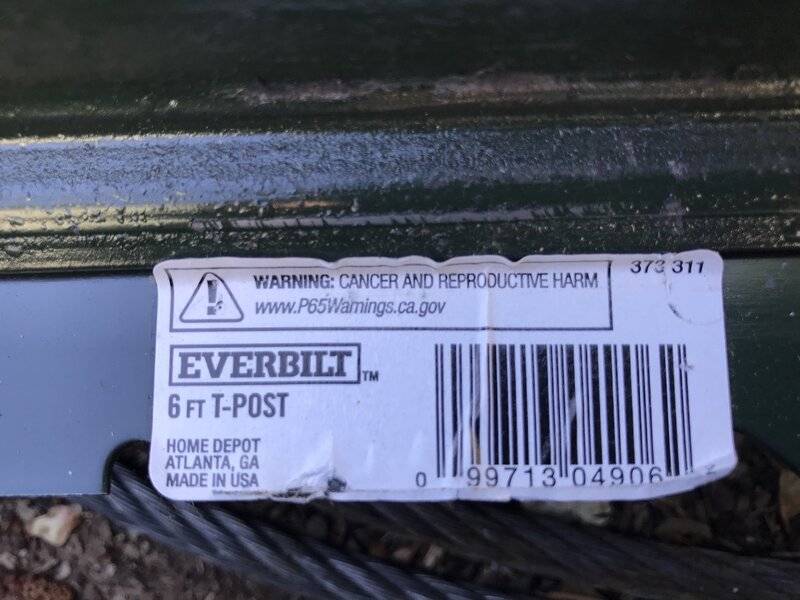 WARNING: CANCER AND REPRODUCTIVE HARM
www.P65Warnings.ca.gov
373 311
EVERBILT™
6 FT T-POST
HOME DEPOT
ATLANTA, GA
MADE IN USA
0 99713 04906